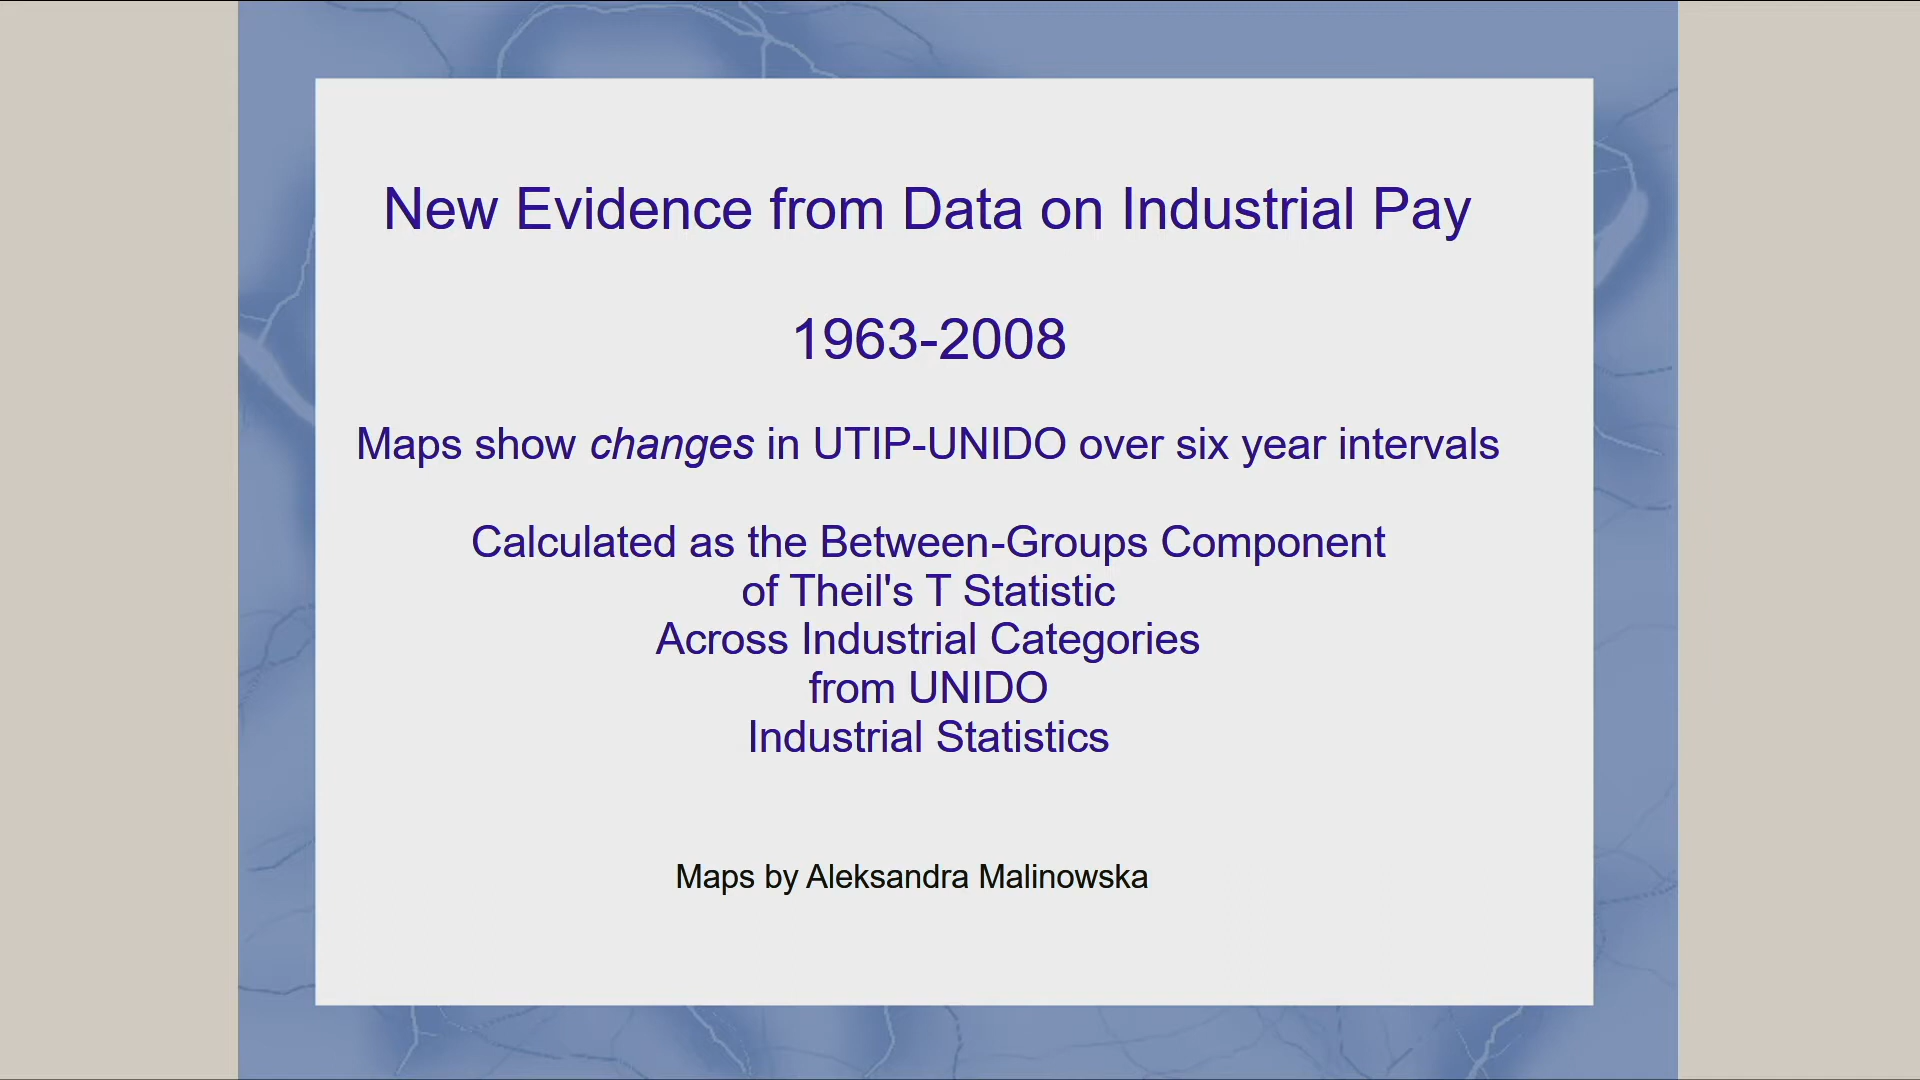 New Evidence from Data on Industrial Pay
1963-2008
Maps show changes in UTIP-UNIDO over six year intervals
Calculated as the Between-Groups Component
of Theil's T Statistic
Across Industrial Categories
from UNIDO
Industrial Statistics
Maps by Aleksandra Malinowska